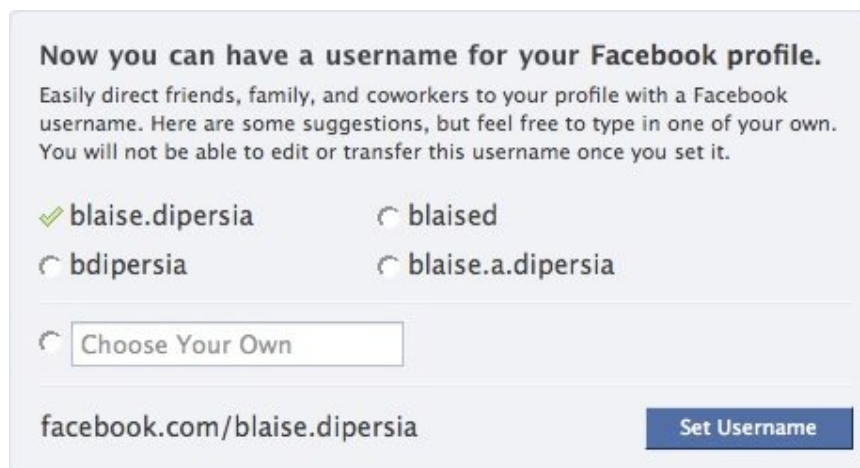 Now you can have a username for your Facebook profile.
Easily direct friends, family, and coworkers to your profile with a Facebook
username. Here are some suggestions, but feel free to type in one of your own.
You will not be able to edit or transfer this username once you set it.
blaise.dipersia blaised
bdipersia blaise.a.dipersia
Choose Your Own
facebook.com/blaise.dipersia Set Username